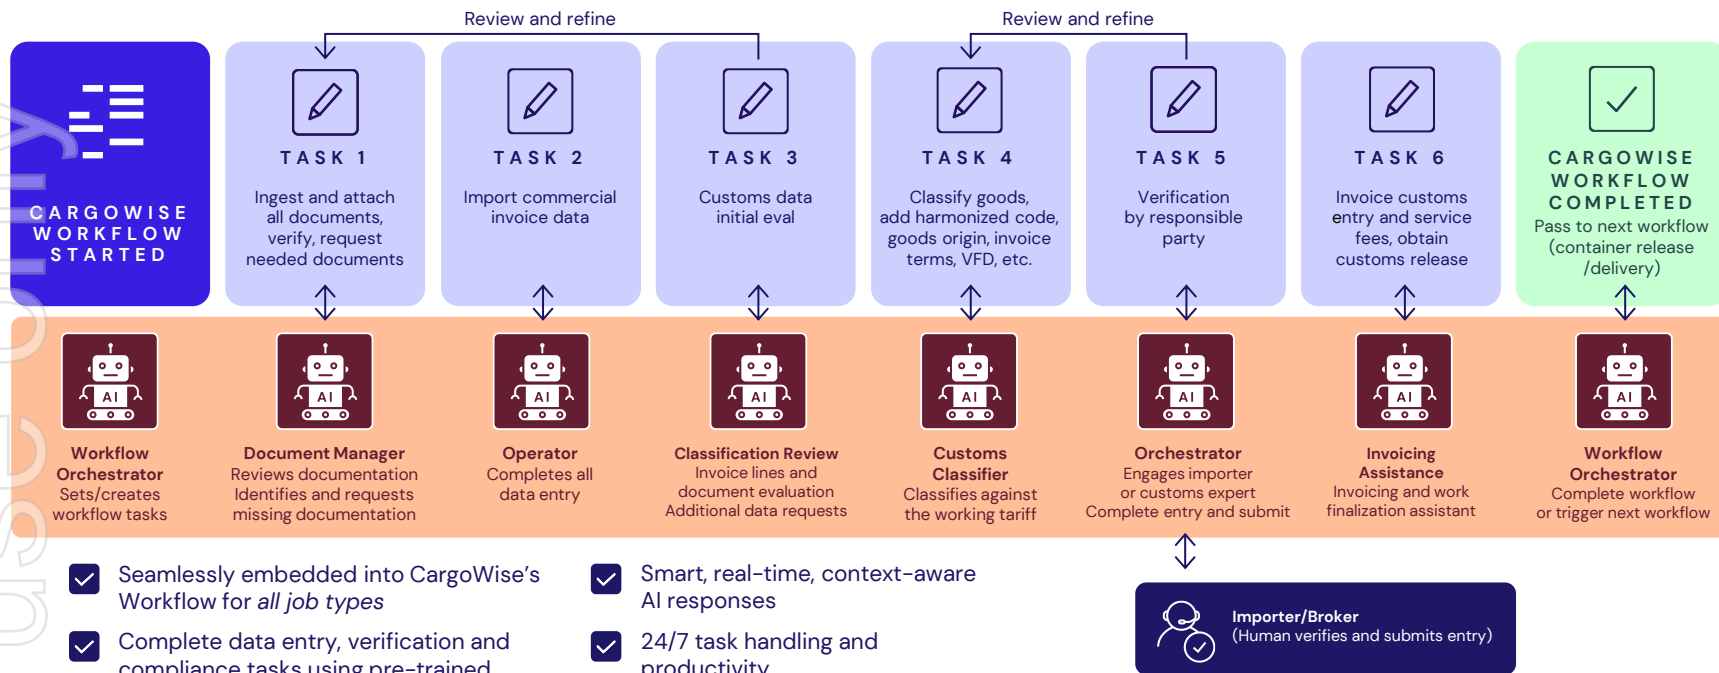 Review and refine
Review and refine
CARGOWISE
WORKFLOW
STARTED
TASK 1
Ingest and attach
all documents,
verify, request
needed documents
TASK 2
Import commercial
invoice data
TASK 3
Customs data
initial eval
TASK 4
Classify goods,
add harmonized code,
goods origin, invoice
terms, VFD, etc.
TASK 5
Verification
by responsible
party
TASK 6
Invoice customs
entry and service
fees, obtain
customs release
CARGOWISE
WORKFLOW
COMPLETED
Pass to next workflow
(container release
/delivery)
AI
AI
AI
AI
AI
AI
AI
AI
Workflow
Orchestrator
Sets/creates
workflow tasks
Document Manager
Reviews documentation
Identifies and requests
missing documentation
Operator
Completes all
data entry
Classification Review
Invoice lines and
document evaluation
Additional data requests
Customs
Classifier
Classifies against
the working tariff
Orchestrator
Engages importer
or customs expert
Complete entry and submit
Invoicing
Assistance
Invoicing and work
finalization assistant
Workflow
Orchestrator
Complete workflow
or trigger next workflow
Seamlessly embedded into CargoWise's
Workflow for all job types
Complete data entry, verification and
compliance tasks using pre-trained
Smart, real-time, context-aware
AI responses
24/7 task handling and
productivity
Importer/Broker
(Human verifies and submits entry)
use only